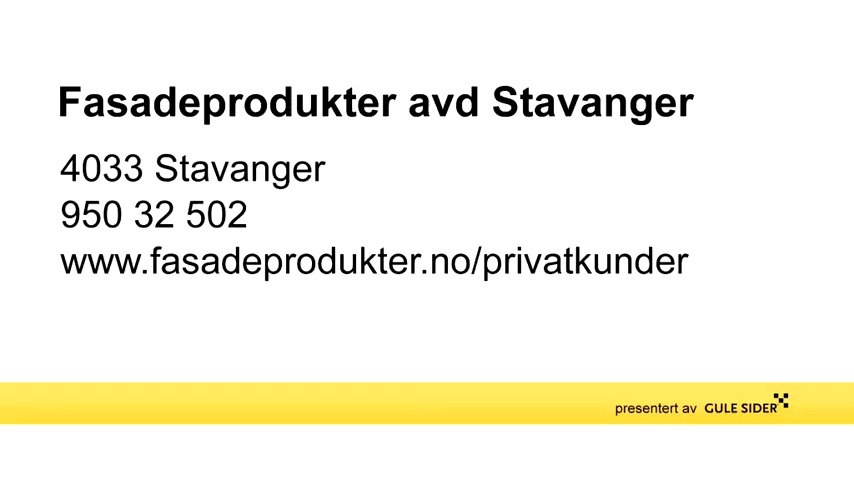 Fasadeprodukter avd Stavanger
4033 Stavanger
950 32 502
www.fasadeprodukter.no/privatkunder
presentert av GULE SIDER